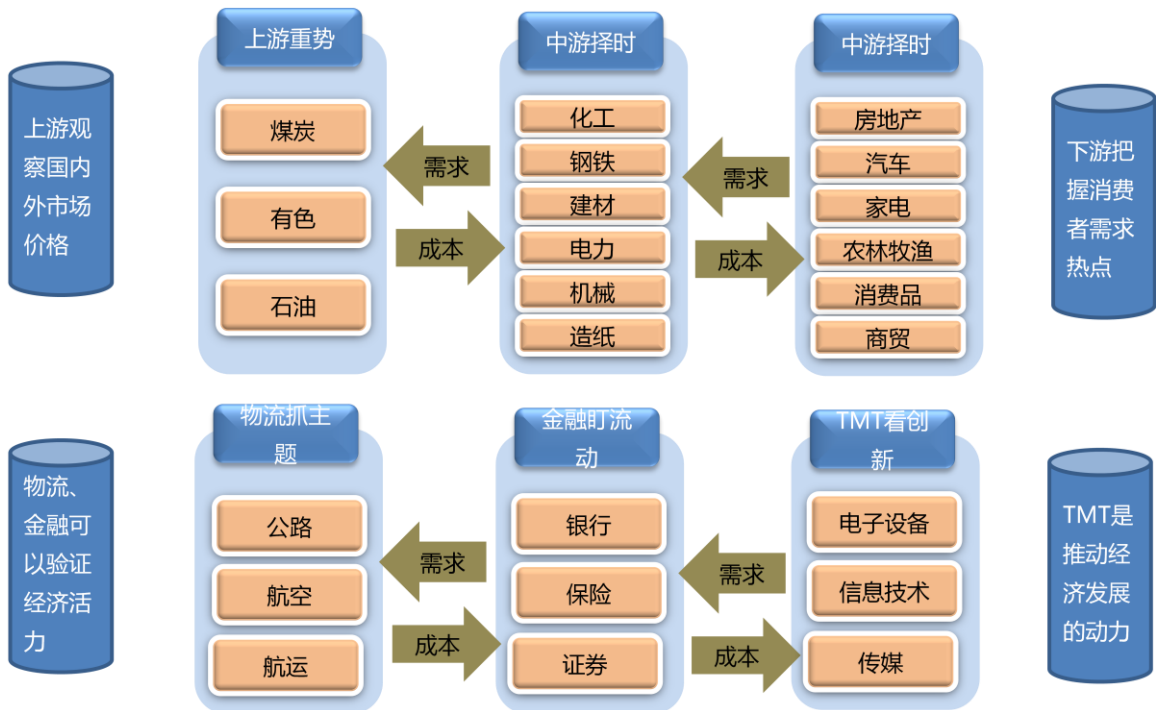 上游重势
中游择时
中游择时
上游观
察国内
外市场
价格
煤炭
有色
石油
需求
成本
化工
钢铁
建材
电力
机械
造纸
需求
成本
房地产
汽车
家电
农林牧渔
消费品
商贸
下游把
握消费
者需求
热点
物流抓主
题
金融盯流
动
TMT看创
新
物流、
金融可
以验证
经济活
力
公路
航空
航运
需求
成本
银行
保险
证券
需求
成本
电子设备
信息技术
传媒
TMT是
推动经
济发展
的动力